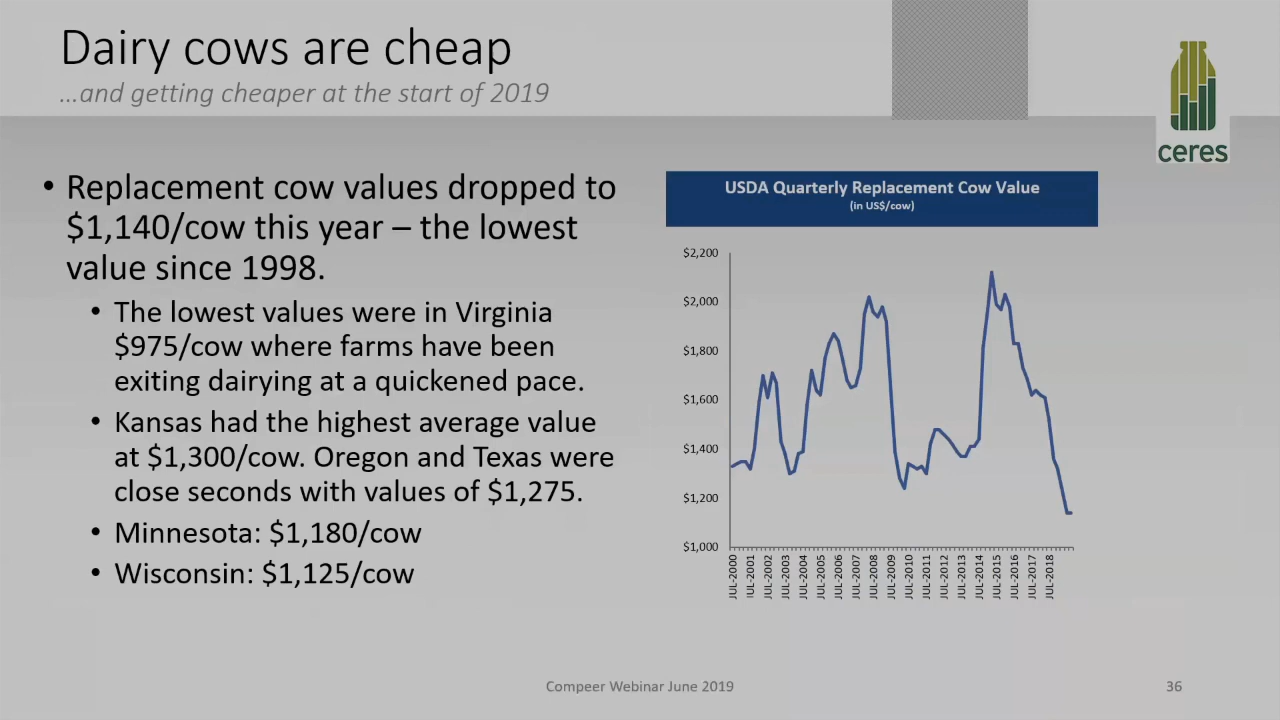 Dairy cows are cheap
...and getting cheaper at the start of 2019
ceres
• Replacement cow values dropped to
$1,140/cow this year – the lowest
value since 1998.
• The lowest values were in Virginia
$975/cow where farms have been
exiting dairying at a quickened pace.
• Kansas had the highest average value
at $1,300/cow. Oregon and Texas were
close seconds with values of $1,275.
• Minnesota: $1,180/cow
• Wisconsin: $1,125/cow
USDA Quarterly Replacement Cow Value
(in US$/cow)
$2,200
$2,000
$1,800
$1,600
$1,400
$1,200
$1,000
JUL-2000
JUL-2001
JUL-2002
JUL-2003
JUL-2004
JUL-2005
JUL-2006
JUL-2007
JUL-2008
JUL-2009
JUL-2010
JUL-2011
JUL-2012
JUL-2013
JUL-2014
JUL-2015
JUL-2016
JUL-2017
JUL-2018
Compeer Webinar June 2019
36